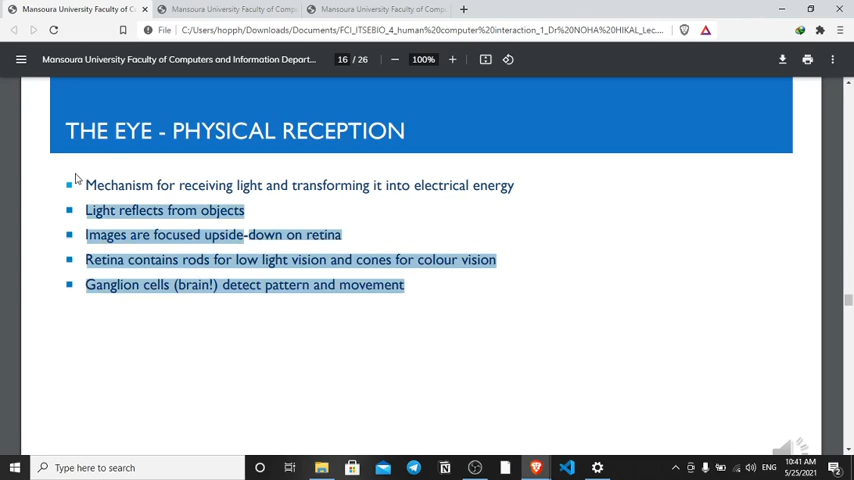 Mansoura University Faculty of C
Mansoura University Faculty of Comp
Mansoura University Faculty of Comp
File
C:/Users/hopph/Downloads/Documents/FCI_ITSEBIO_4_human%20computer%20interaction_1_Dr%20NOHA%20HIKAL_Lec....
Mansoura University Faculty of Computers and Information Depart...
16 / 26
100%
THE EYE - PHYSICAL RECEPTION
Mechanism for receiving light and transforming it into electrical energy
Light reflects from objects
Images are focused upside-down on retina
Retina contains rods for low light vision and cones for colour vision
Ganglion cells (brain!) detect pattern and movement
Type here to search
ENG
10:41 AM
5/25/2021
2